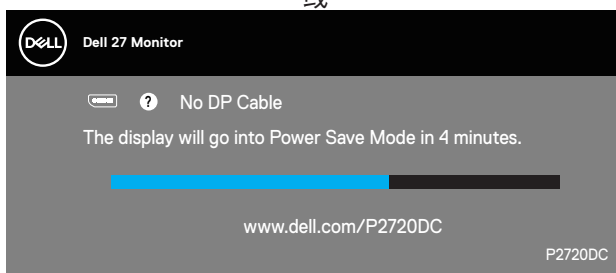 DELL Dell 27 Monitor
? No DP Cable
The display will go into Power Save Mode in 4 minutes.
www.dell.com/P2720DC
P2720DC